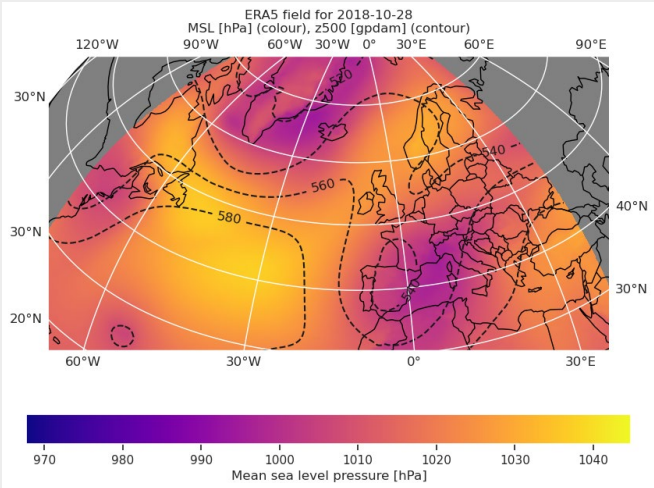 ERA5 field for 2018-10-28
MSL [hPa] (colour), z500 [gpdam] (contour)
120°W 90°W 60°W 30°W 0° 30°E 60°E 90°E
30°N
520
540
560
40°N
580
30°N
30°N
20°N
60°W 30°W 0° 30°E
970 980 990 1000 1010 1020 1030 1040
Mean sea level pressure [hPa]